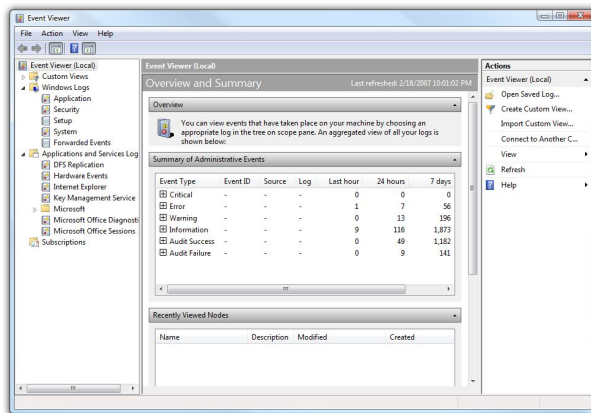 Event Viewer
File Action View Help
Event Viewer (Local)
Custom Views
Windows Logs
Application
Security
Setup
System
Forwarded Events
Applications and Services Log
DFS Replication
Hardware Events
Internet Explorer
Key Management Service
Microsoft
Microsoft Office Diagnosti
Microsoft Office Sessions
Subscriptions
Event Viewer (Local)
Overview and Summary Last refreshed: 2/18/2007 10:01:02 PM
Overview
You can view events that have taken place on your machine by choosing an
appropriate log in the tree on scope pane. An aggregated view of all your logs is
shown below:
Summary of Administrative Events
Event Type Event ID Source Log Last hour 24 hours 7 days
Critical - - - 0 0 0
Error - - - 1 7 56
Warning - - - 0 13 196
Information - - - 9 116 1,873
Audit Success - - - 0 49 1,182
Audit Failure - - - 0 9 141
Recently Viewed Nodes
Name Description Modified Created
Actions
Event Viewer (Local)
Open Saved Log...
Create Custom View...
Import Custom View...
Connect to Another C...
View
Refresh
Help